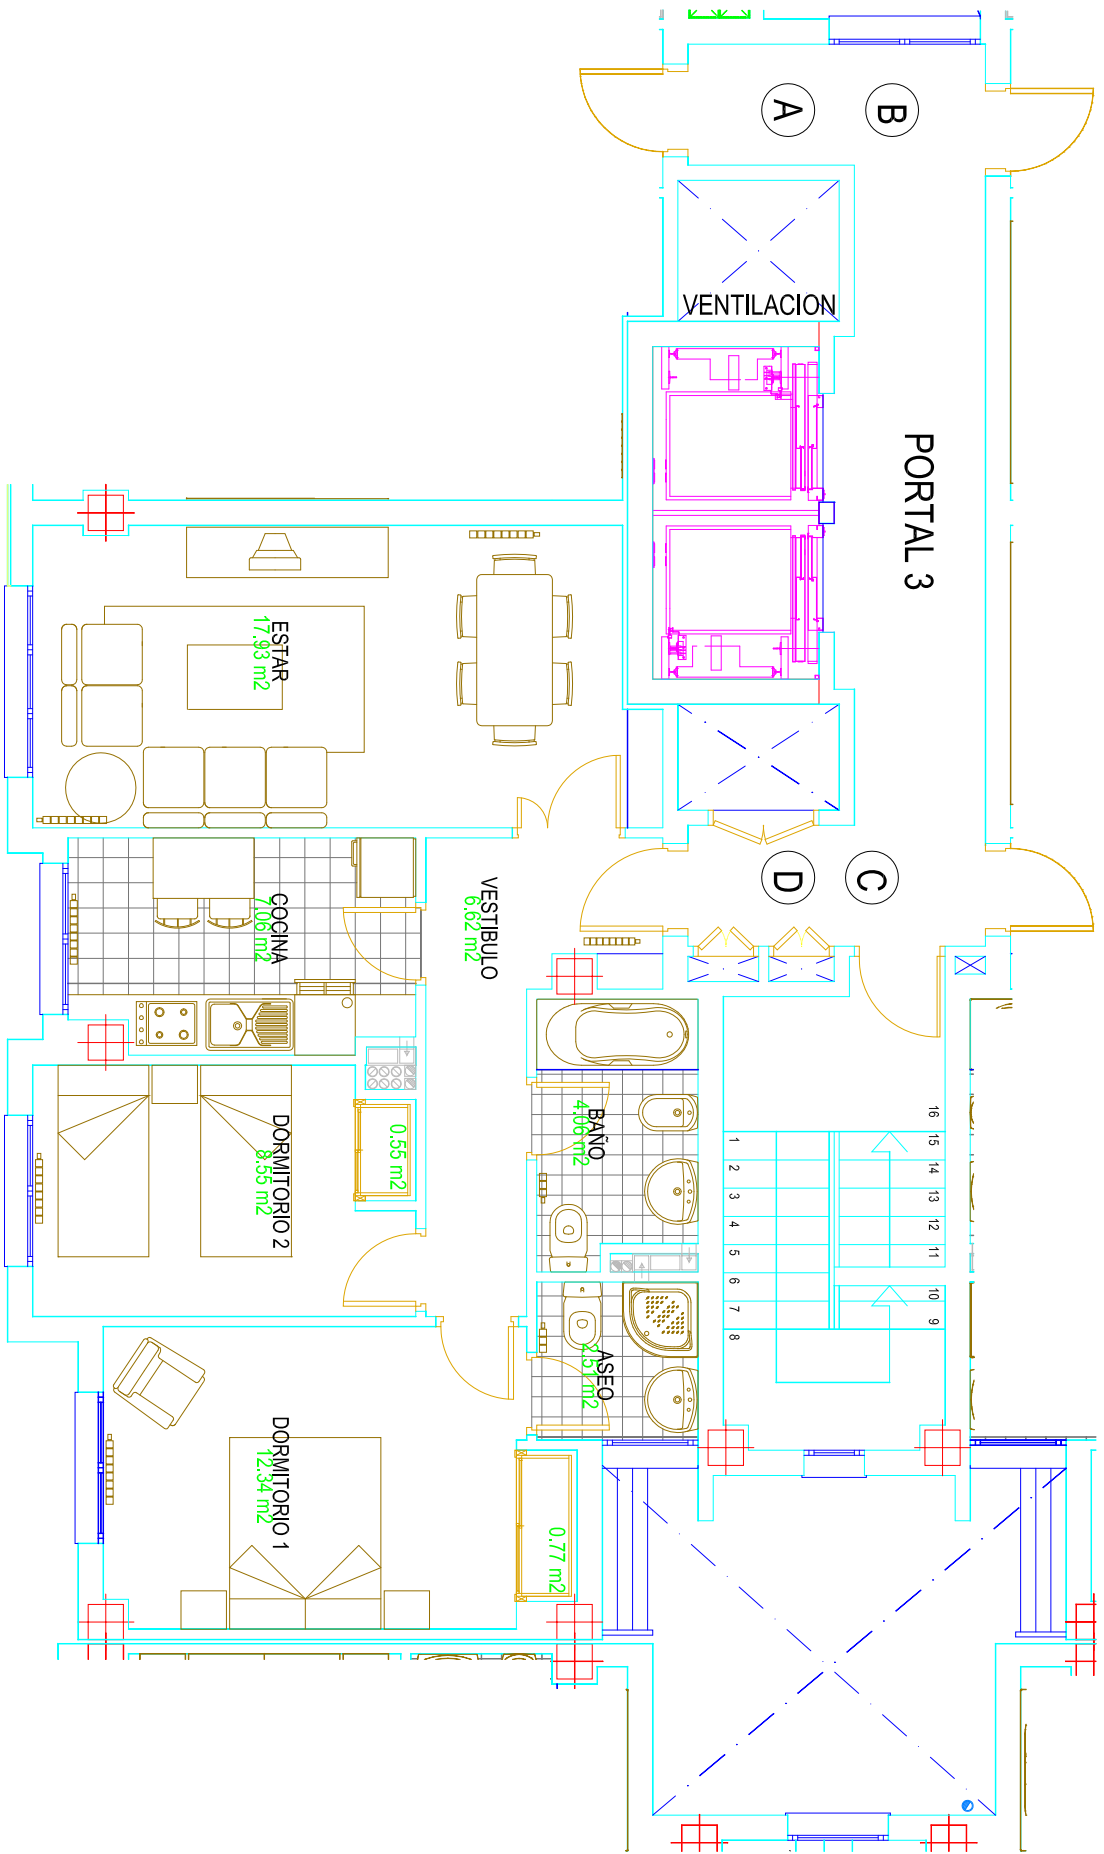 A
B
VENTILACION
PORTAL 3
ESTAR
17.93 m2
COCINA
7.06 m2
VESTIBULO
6.62 m2
D
C
DORMITORIO 2
8.55 m2
0.55 m2
BAÑO
4.06 m2
ASEO
2.51 m2
DORMITORIO 1
12.34 m2
0.77 m2
1
2
3
4
5
6
7
8
16
15
14
13
12
11
10
9